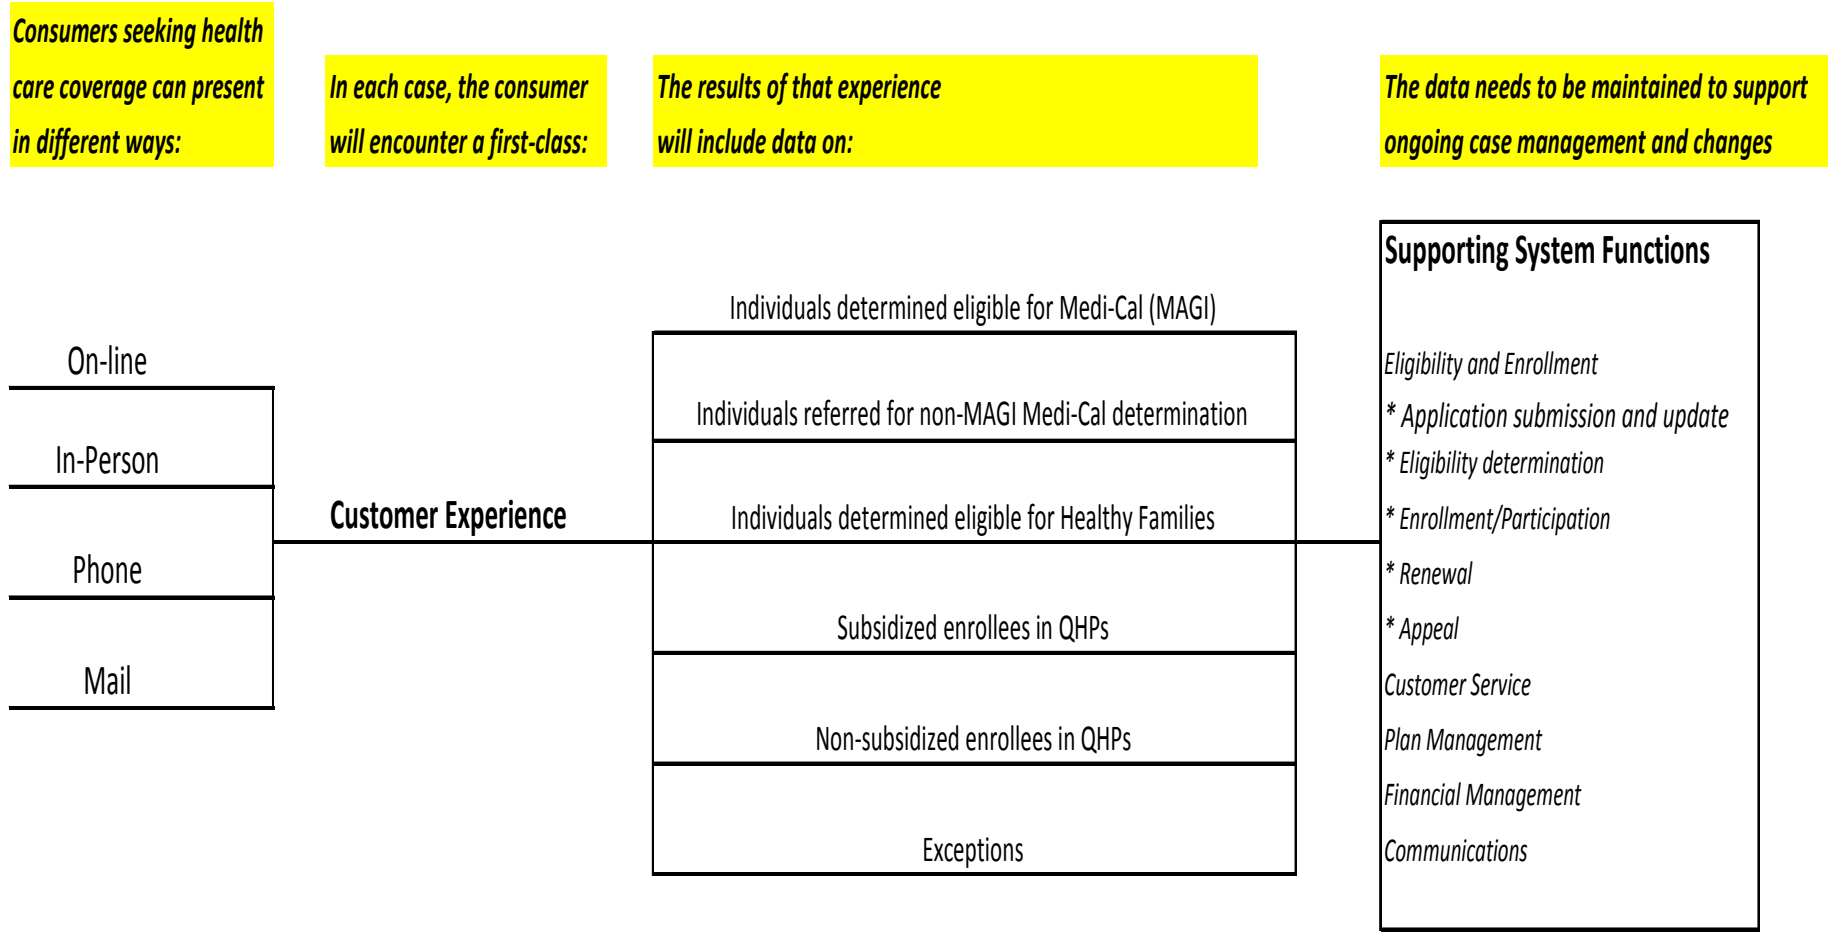 Consumers seeking health
care coverage can present
in different ways:
In each case, the consumer
will encounter a first-class:
The results of that experience
will include data on:
The data needs to be maintained to support
ongoing case management and changes
On-line
In-Person
Phone
Mail
Customer Experience
Individuals determined eligible for Medi-Cal (MAGI)
Individuals referred for non-MAGI Medi-Cal determination
Individuals determined eligible for Healthy Families
Subsidized enrollees in QHPs
Non-subsidized enrollees in QHPs
Exceptions
Supporting System Functions
Eligibility and Enrollment
* Application submission and update
* Eligibility determination
* Enrollment/Participation
* Renewal
* Appeal
Customer Service
Plan Management
Financial Management
Communications